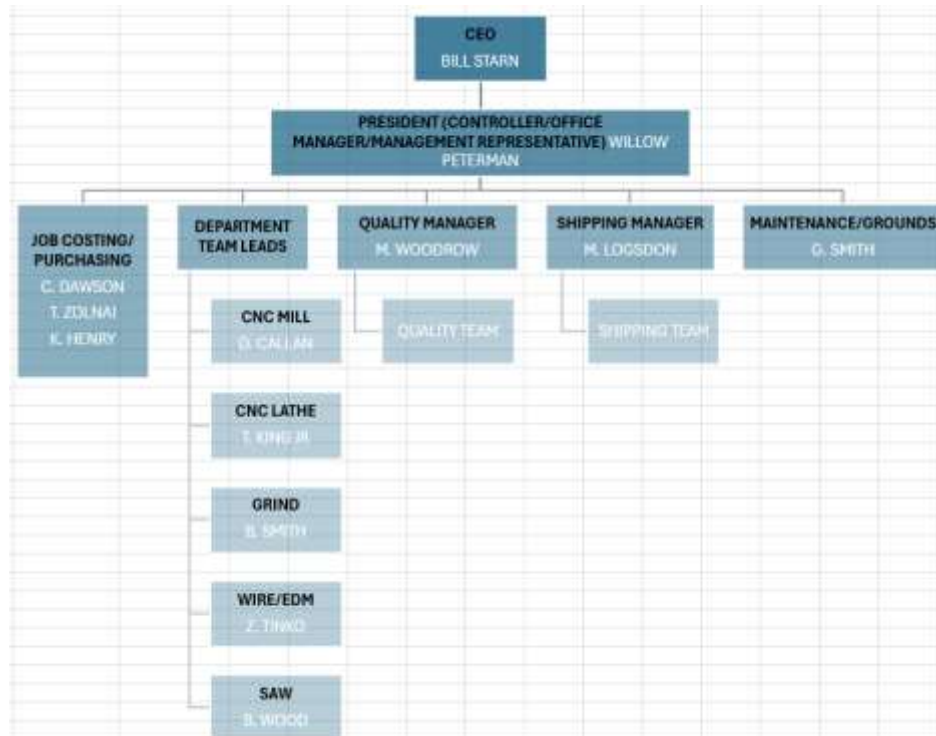 CEO
BILL STARN
PRESIDENT (CONTROLLER/OFFICE
MANAGER/MANAGEMENT REPRESENTATIVE) WILLOW
PETERMAN
JOB COSTING/
PURCHASING
C. DAWSON
T. ZOLNAI
K. HENRY
DEPARTMENT
TEAM LEADS
CNC MILL
D. CALLAN
CNC LATHE
T. KING JR
GRIND
B. SMITH
WIRE/EDM
Z. TINKO
SAW
B. WOOD
QUALITY MANAGER
M. WOODROW
QUALITY TEAM
SHIPPING MANAGER
M. LOGSDON
SHIPPING TEAM
MAINTENANCE/GROUNDS
G. SMITH